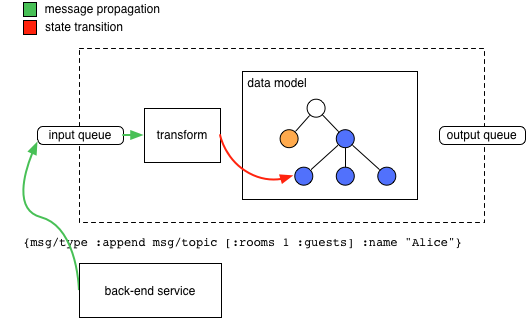 message propagation
state transition
data model
input queue
transform
output queue
{msg/type :append msg/topic [:rooms 1 :guests] :name "Alice"}
back-end service